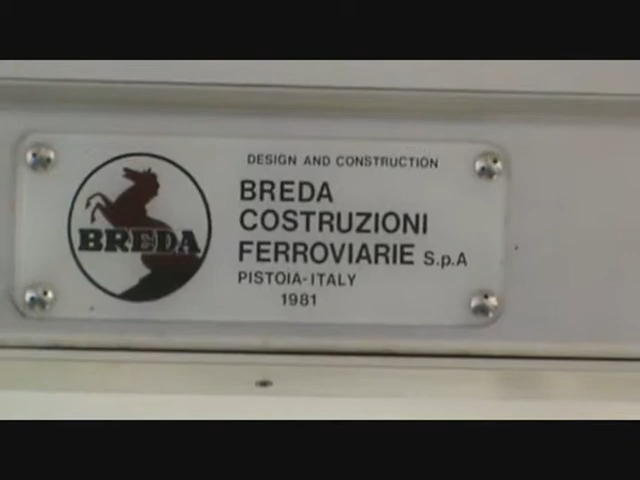 DESIGN AND CONSTRUCTION
BREDA
BREDA
COSTRUZIONI
FERROVIARIE S.p.A
PISTOIA-ITALY
1981